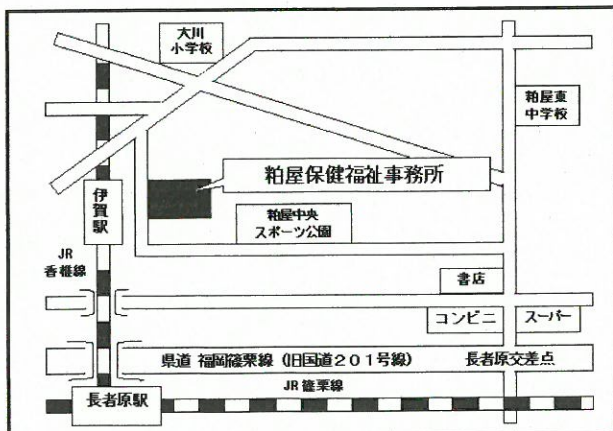 大川
小学校
粕屋東
中学校
粕屋保健福祉事務所
伊賀駅
粕屋中央
スポーツ公園
JR
香椎線
書店
コンビニ
スーパー
県道 福岡篠栗線(旧国道201号線)
長者原交差点
JR篠栗線
長者原駅